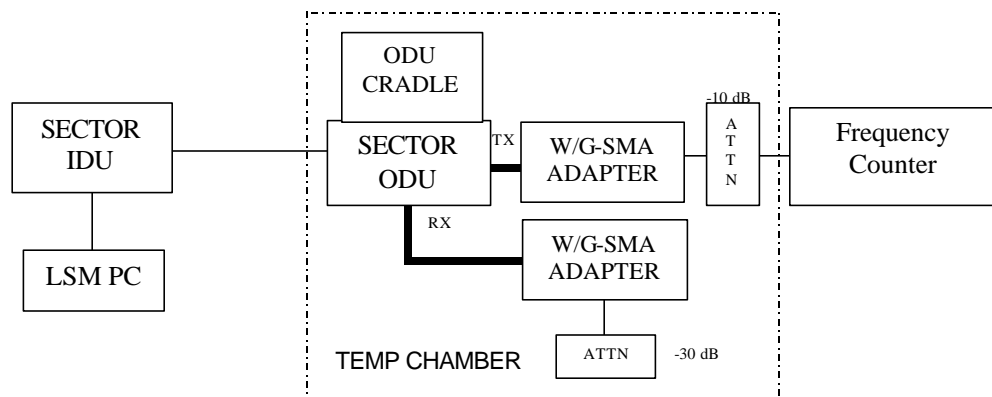 ODU
CRADLE
SECTOR
IDU
SECTOR
ODU
TX
W/G-SMA
ADAPTER
-10 dB
A
T
T
N
Frequency
Counter
RX
W/G-SMA
ADAPTER
LSM PC
TEMP CHAMBER
ATTN
-30 dB